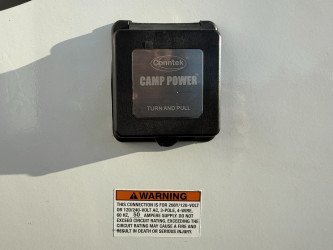 Conntek
CAMP POWER
TURN AND PULL
WARNING
THIS CONNECTION IS FOR 208Y/120-VOLT
OR 120/240-VOLT AC, 3-POLE, 4-WIRE,
60 HZ, 50 AMPERE SUPPLY. DO NOT
EXCEED CIRCUIT RATING. EXCEEDING THE
CIRCUIT RATING MAY CAUSE A FIRE AND
RESULT IN DEATH OR SERIOUS INJURY.